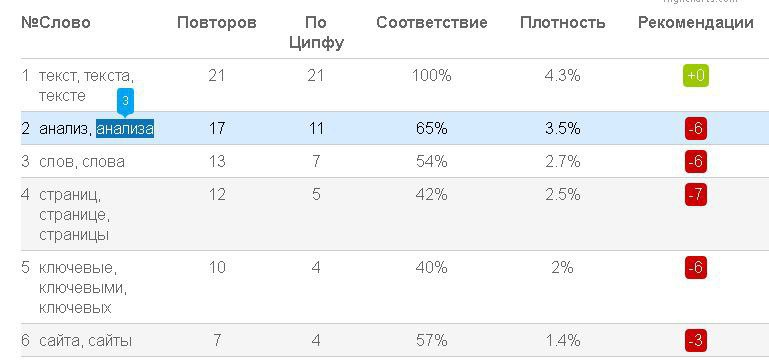 Highcharts.com
№ Слово Повторов По Ципфу Соответствие Плотность Рекомендации
1 текст, текста, тексте 21 21 100% 4.3% +0
3
2 анализ, анализа 17 11 65% 3.5% -6
3 слов, слова 13 7 54% 2.7% -6
4 страниц, странице, страницы 12 5 42% 2.5% -7
5 ключевые, ключевыми, ключевых 10 4 40% 2% -6
6 сайта, сайты 7 4 57% 1.4% -3